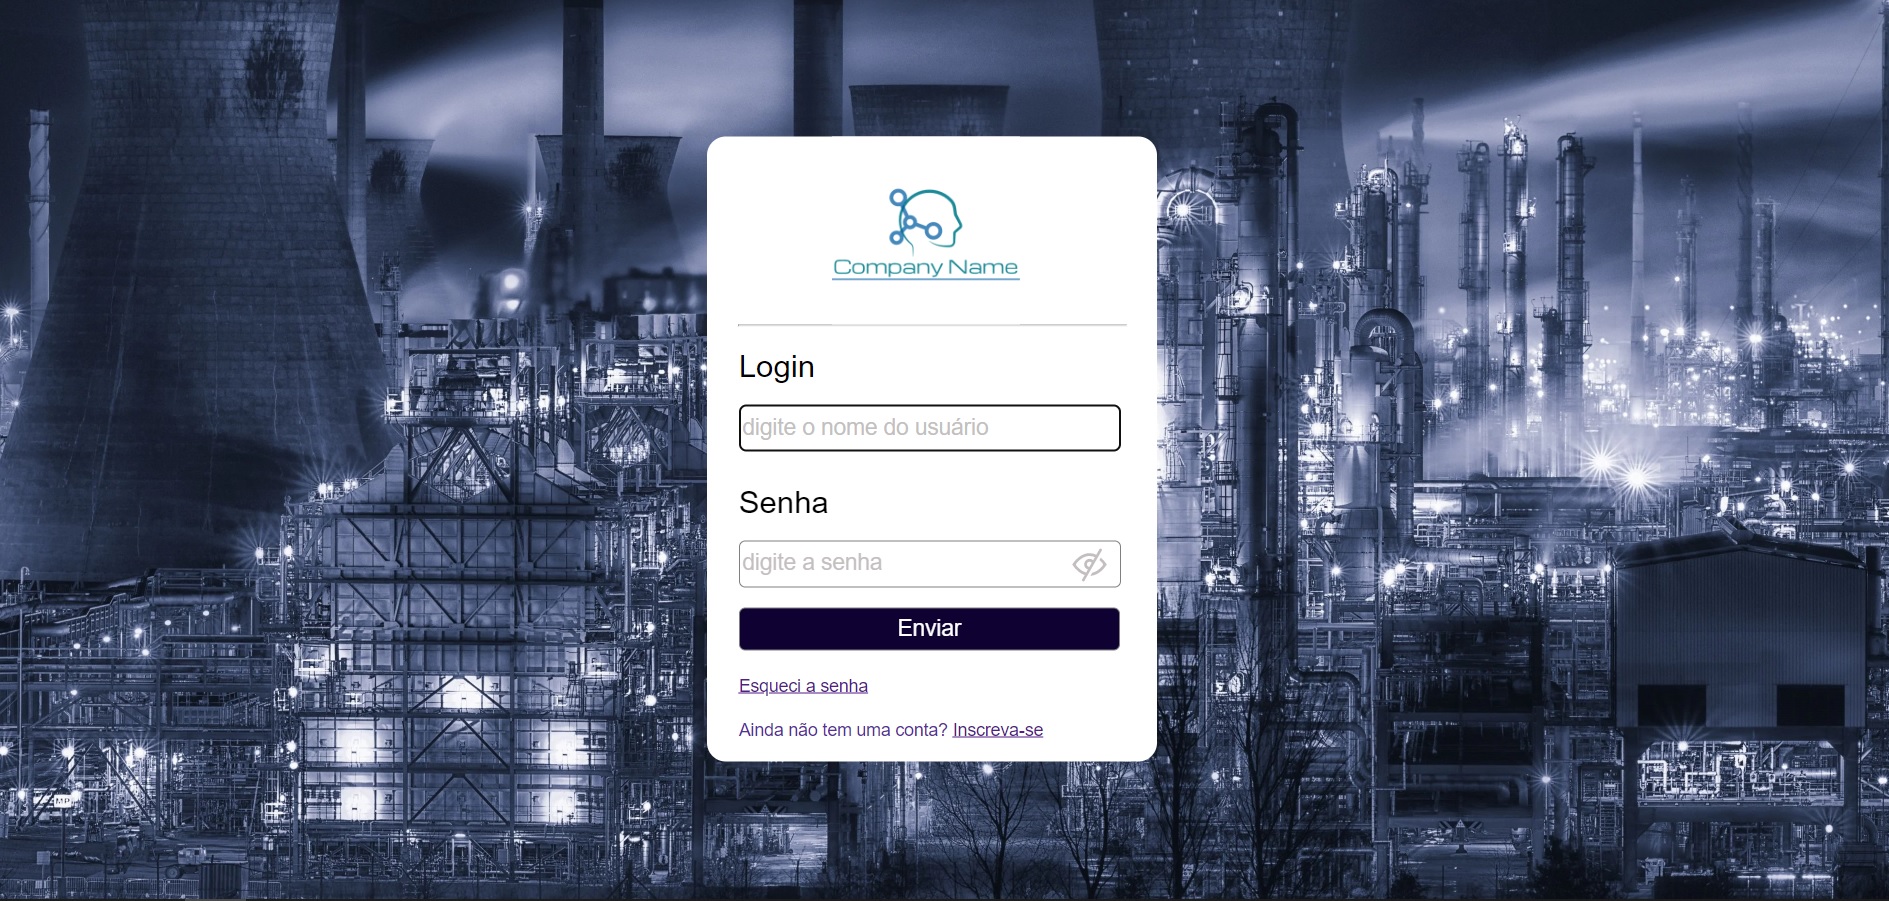 Company Name
Login
digite o nome do usuário
Senha
digite a senha
Enviar
Esqueci a senha
Ainda não tem uma conta? Inscreva-se
MP